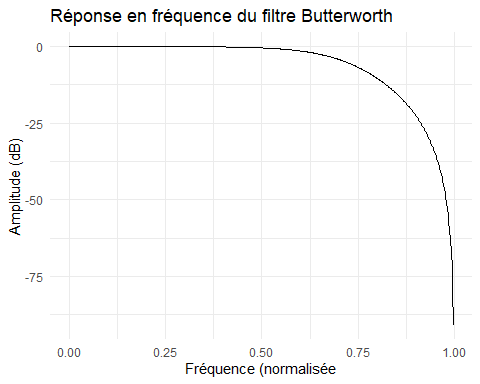 Réponse en fréquence du filtre Butterworth
Amplitude (dB)
0
-25
-50
-75
0.00 0.25 0.50 0.75 1.00
Fréquence (normalisée